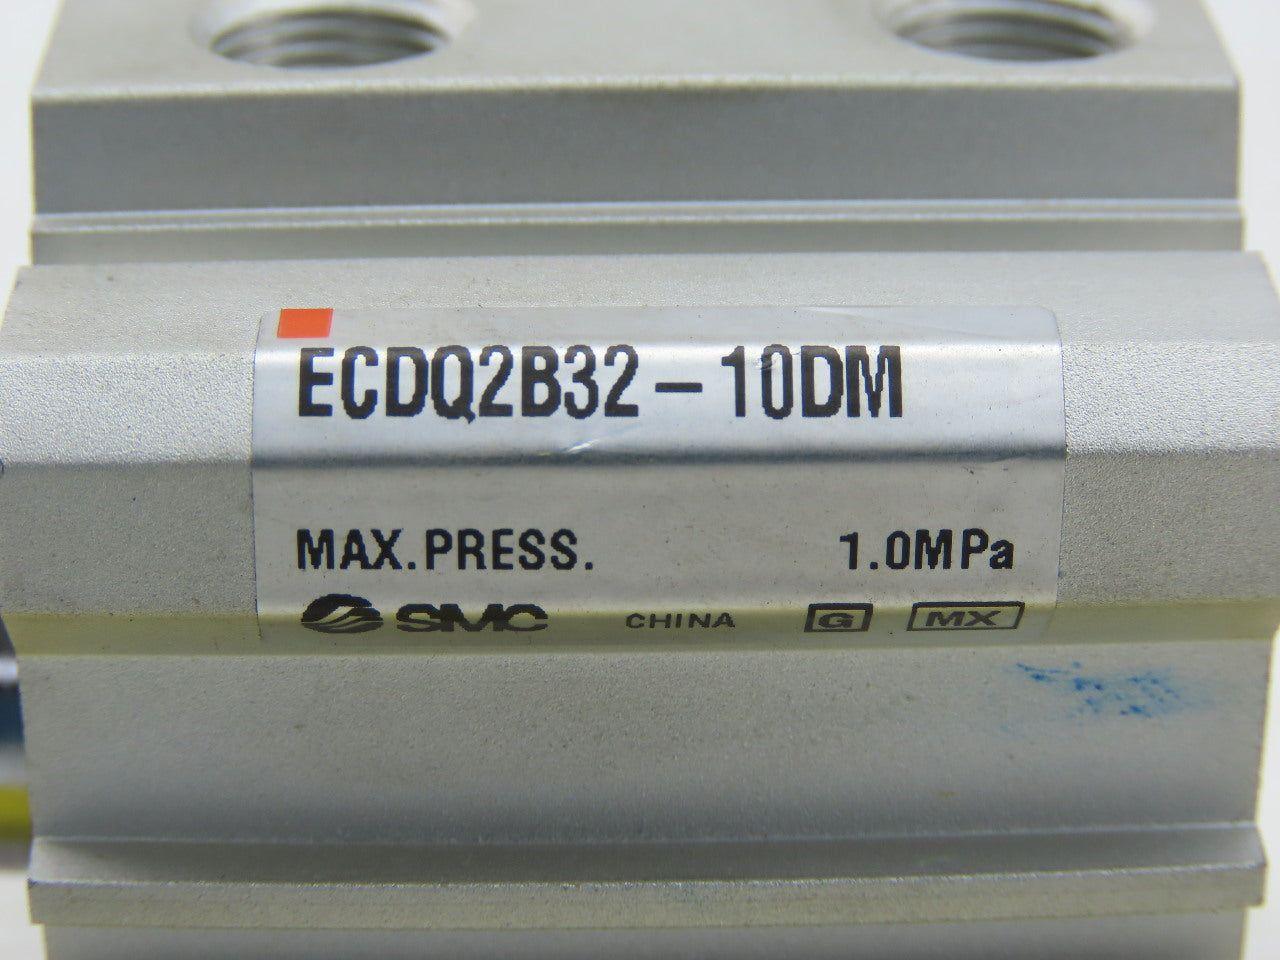 ECDQ2B32-10DM
MAX.PRESS. 1.0MPa
SMC CHINA G MX